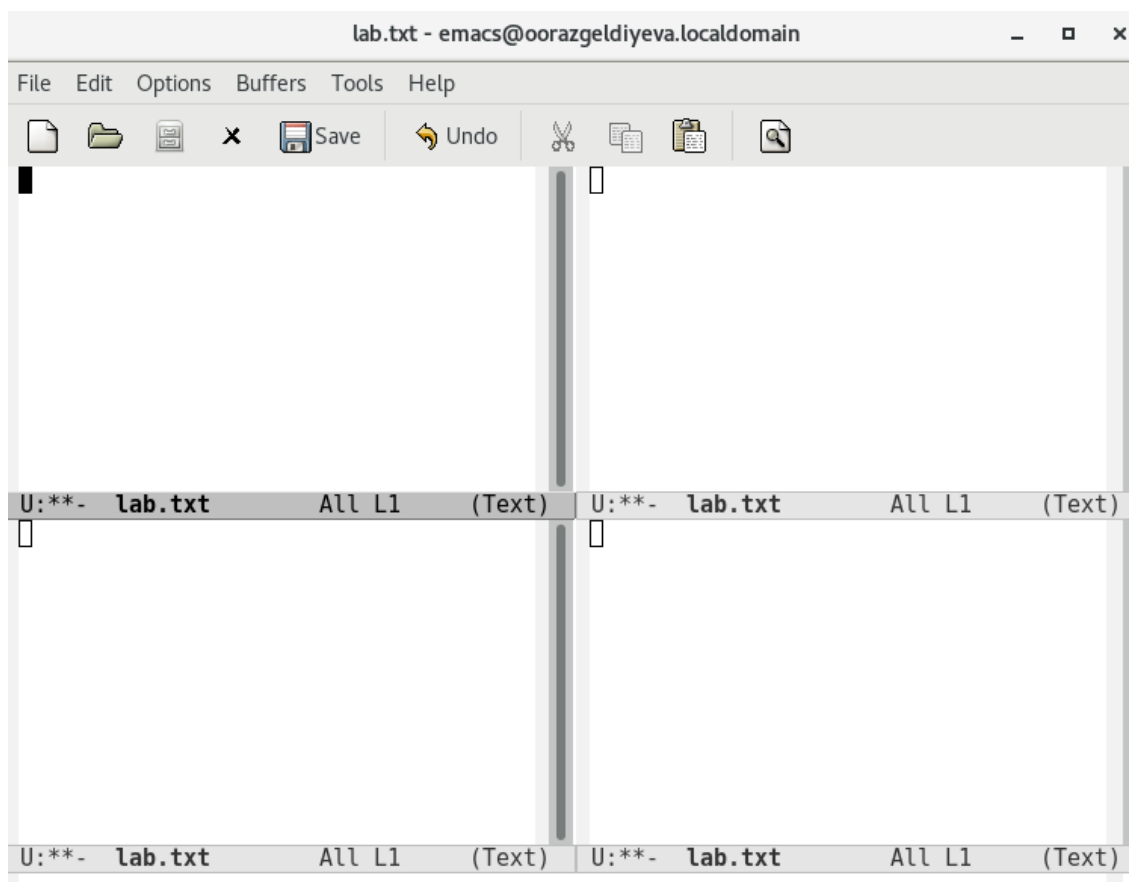 lab.txt - emacs@oorazgeldiyeva.localdomain
File Edit Options Buffers Tools Help
Save Undo
U:**- lab.txt All L1 (Text) U:**- lab.txt All L1 (Text)
U:**- lab.txt All L1 (Text) U:**- lab.txt All L1 (Text)